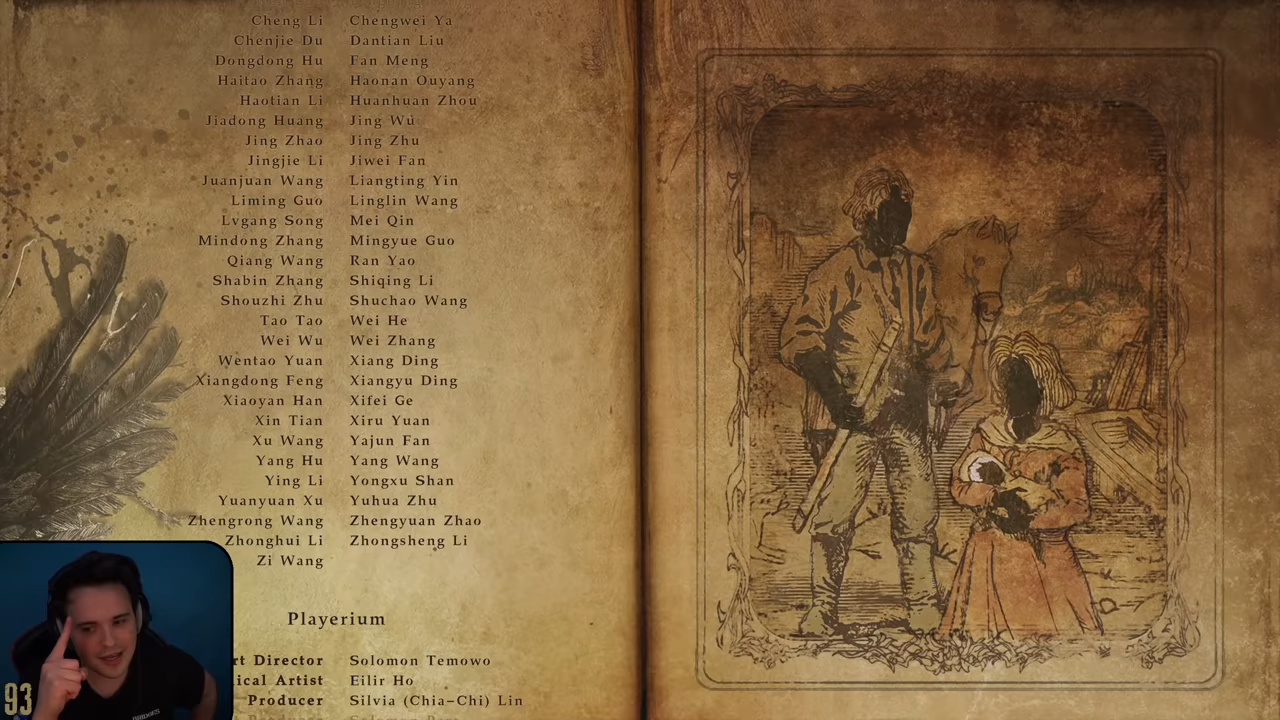 Cheng Li Chengwei Ya
Chenjie Du Dantian Liu
Dongdong Hu Fan Meng
Haitao Zhang Haonan Ouyang
Haotian Li Huanhuan Zhou
Jiadong Huang Jing Wu
Jing Zhao Jing Zhu
Jingjie Li Jiwei Fan
Juanjuan Wang Liangting Yin
Liming Guo Linglin Wang
Lvgang Song Mei Qin
Mindong Zhang Mingyue Guo
Qiang Wang Ran Yao
Shabin Zhang Shiqing Li
Shouzhi Zhu Shuchao Wang
Tao Tao Wei He
Wei Wu Wei Zhang
Wentao Yuan Xiang Ding
Xiangdong Feng Xiangyu Ding
Xiaoyan Han Xifei Ge
Xin Tian Xiru Yuan
Xu Wang Yajun Fan
Yang Hu Yang Wang
Ying Li Yongxu Shan
Yuanyuan Xu Yuhua Zhu
Zhengrong Wang Zhengyuan Zhao
Zhonghui Li Zhongsheng Li
Zi Wang
Playerium
rt Director Solomon Temowo
ical Artist Eilir Ho
Producer Silvia (Chia-Chi) Lin
93